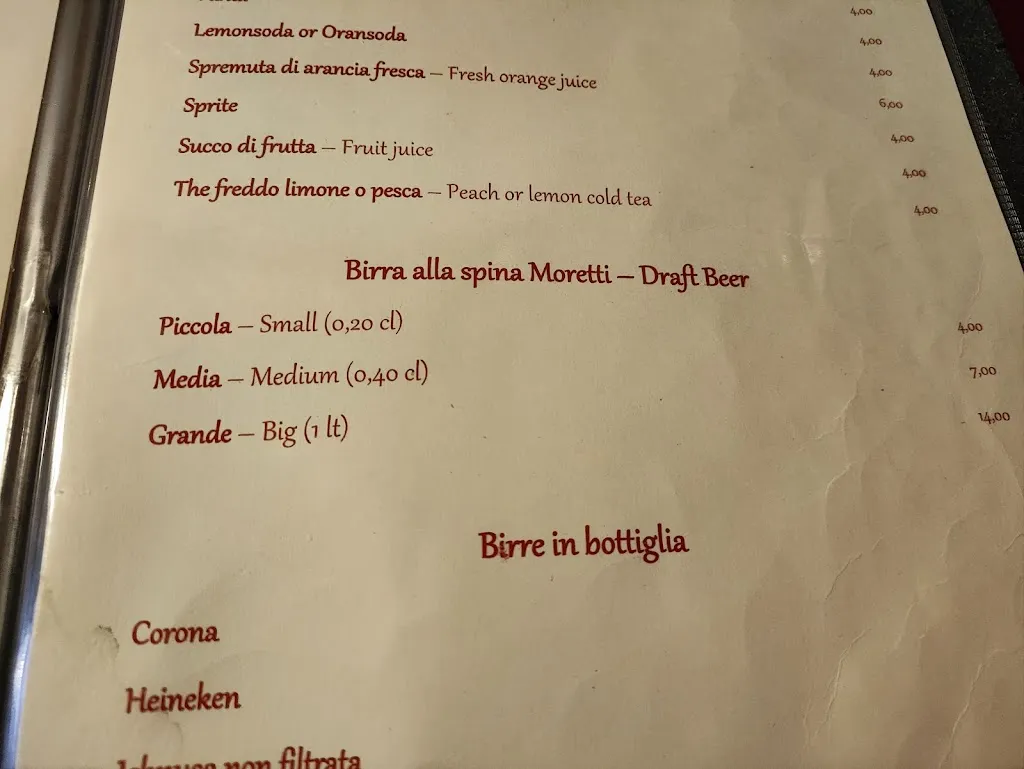 4,00
4,00
Lemonsoda or Oransoda 4,00
Spremuta di arancia fresca – Fresh orange juice 6,00
Sprite 4,00
Succo di frutta – Fruit juice 4,00
The freddo limone o pesca – Peach or lemon cold tea 4,00
Birra alla spina Moretti – Draft Beer
Piccola – Small (0,20 cl) 4,00
Media – Medium (0,40 cl) 7,00
Grande – Big (1 lt) 14,00
Birre in bottiglia
Corona
Heineken
non filtrata